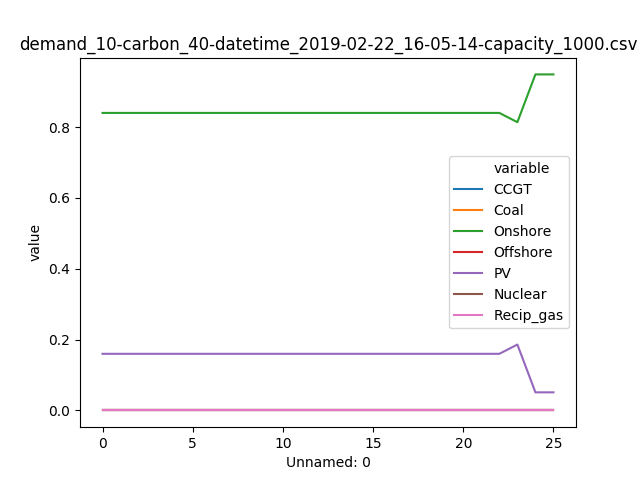 demand_10-carbon_40-datetime_2019-02-22_16-05-14-capacity_1000.csv
value
0.8
0.6
0.4
0.2
0.0
variable
CCGT
Coal
Onshore
Offshore
PV
Nuclear
Recip_gas
0 5 10 15 20 25
Unnamed: 0